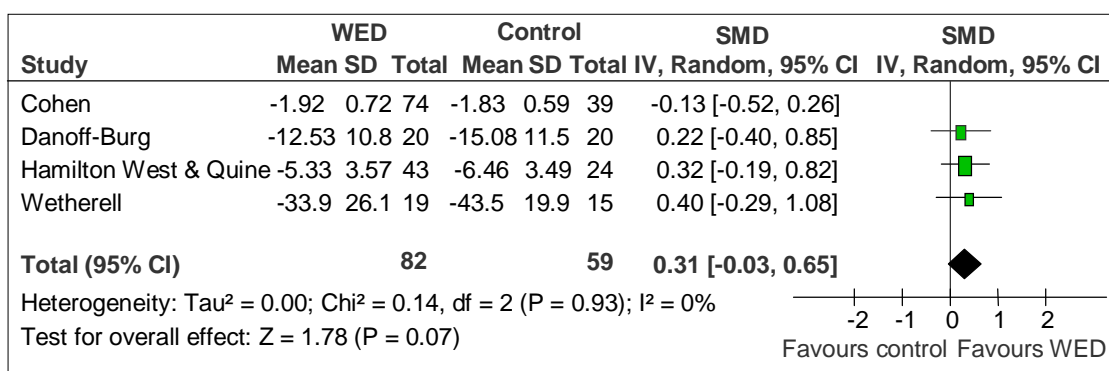 WED Control SMD SMD
Study Mean SD Total Mean SD Total IV, Random, 95% CI IV, Random, 95% CI
Cohen -1.92 0.72 74 -1.83 0.59 39 -0.13 [-0.52, 0.26]
Danoff-Burg -12.53 10.8 20 -15.08 11.5 20 0.22 [-0.40, 0.85]
Hamilton West & Quine -5.33 3.57 43 -6.46 3.49 24 0.32 [-0.19, 0.82]
Wetherell -33.9 26.1 19 -43.5 19.9 15 0.40 [-0.29, 1.08]
Total (95% CI) 82 59 0.31 [-0.03, 0.65]
Heterogeneity: Tau² = 0.00; Chi² = 0.14, df = 2 (P = 0.93); I² = 0%
Test for overall effect: Z = 1.78 (P = 0.07)
-2 -1 0 1 2
Favours control Favours WED